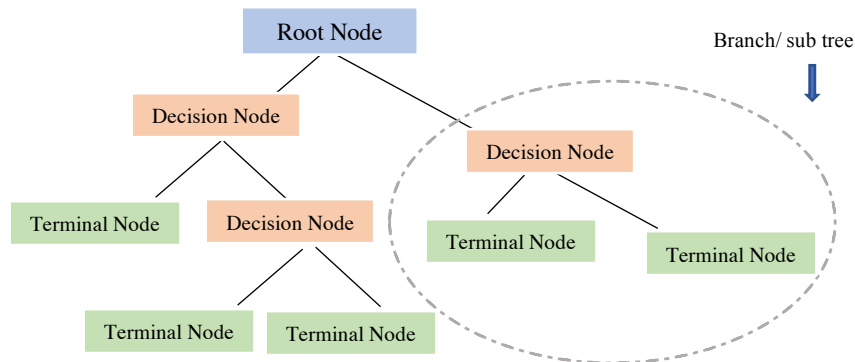 Root Node
Branch/ sub tree
Decision Node
Decision Node
Terminal Node
Decision Node
Terminal Node
Terminal Node
Terminal Node
Terminal Node